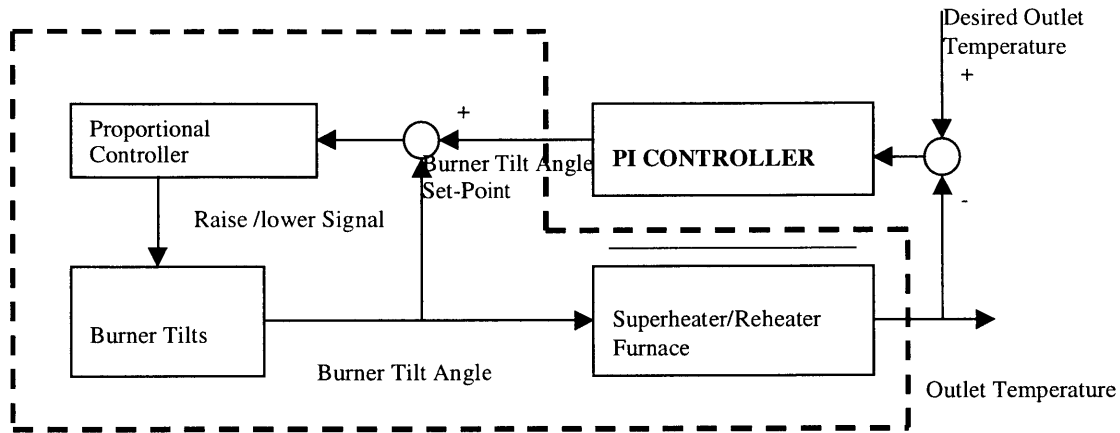 Desired Outlet
Temperature
+
+
Proportional
Controller
PI CONTROLLER
Burner Tilt Angle
Set-Point
-
Raise /lower Signal
Burner Tilts
Superheater/Reheater
Furnace
Burner Tilt Angle
Outlet Temperature